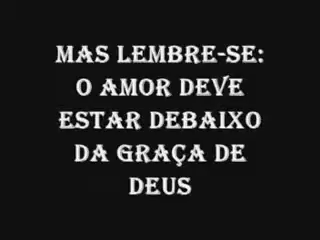 MAS LEMBRE-SE:
O AMOR DEVE
ESTAR DEBAIXO
DA GRAÇA DE
DEUS